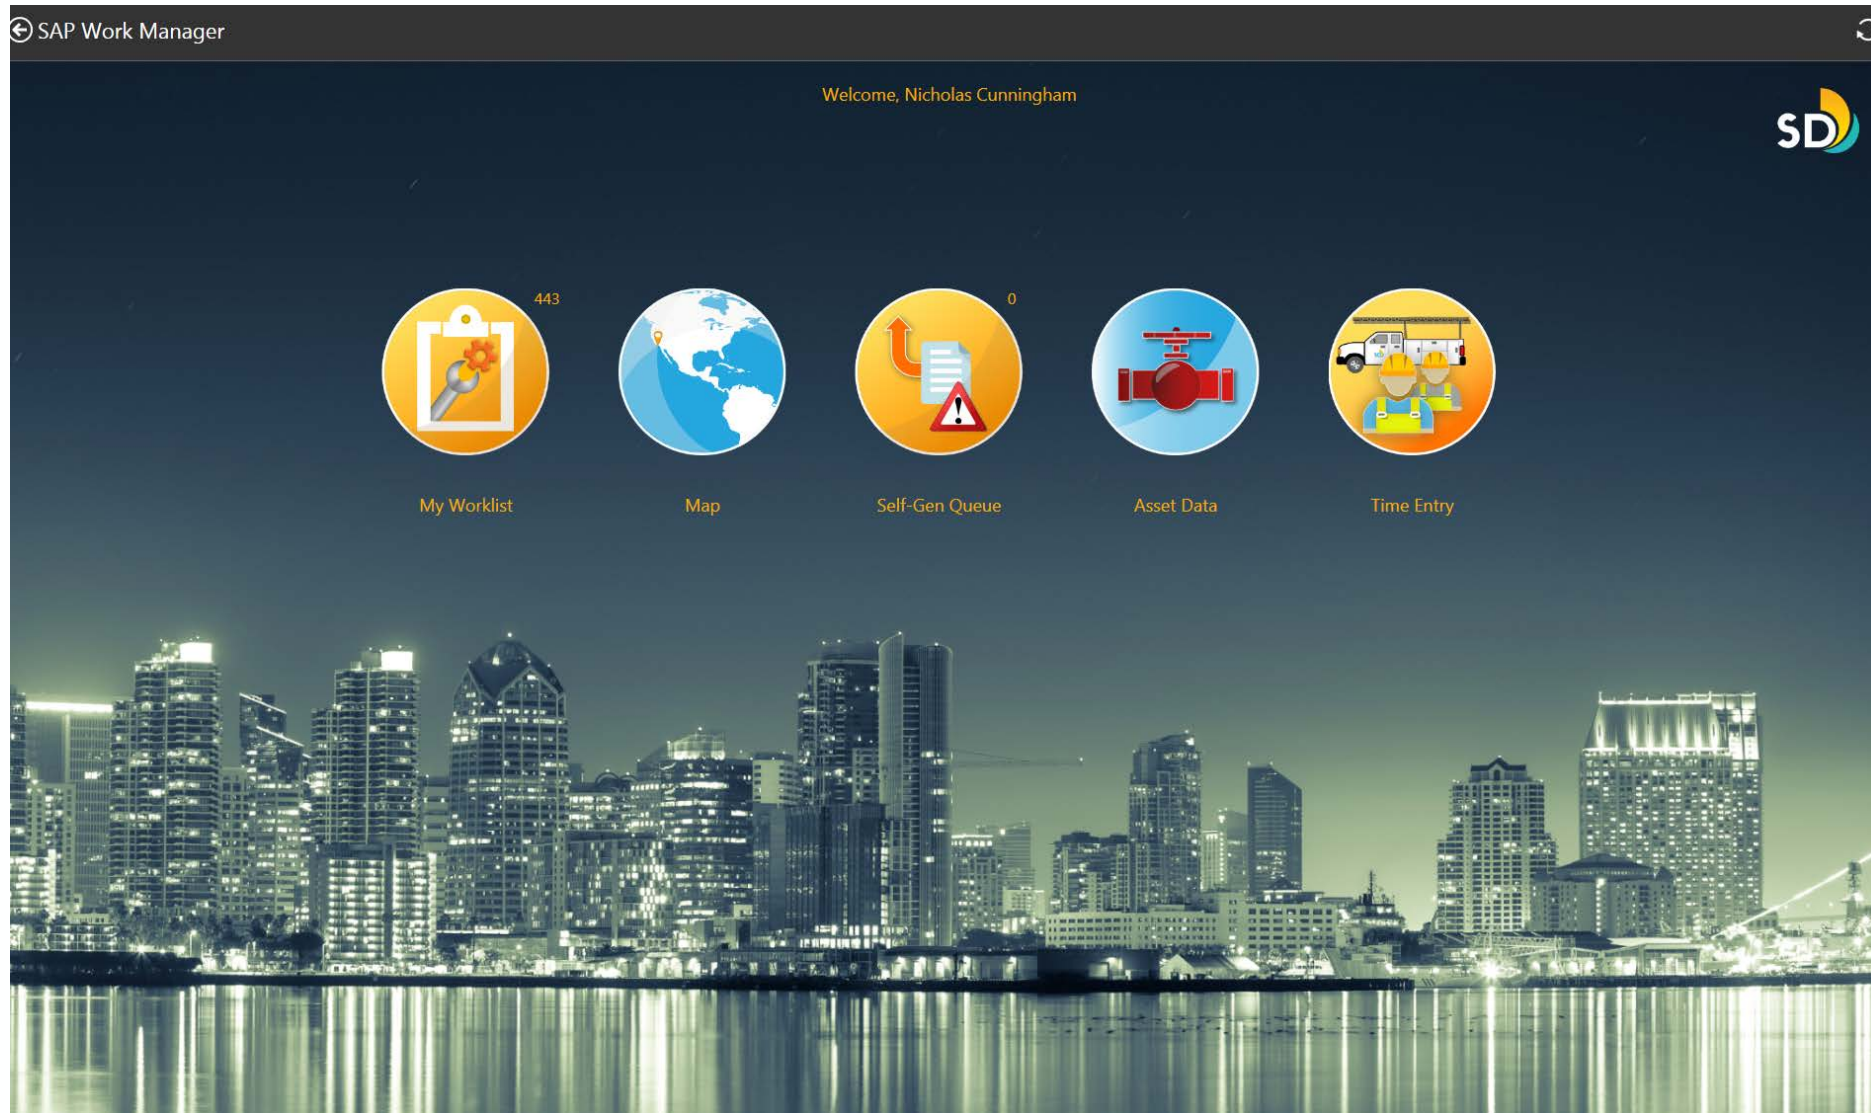 SAP Work Manager
Welcome, Nicholas Cunningham
SD
443
0
My Worklist
Map
Self-Gen Queue
Asset Data
Time Entry